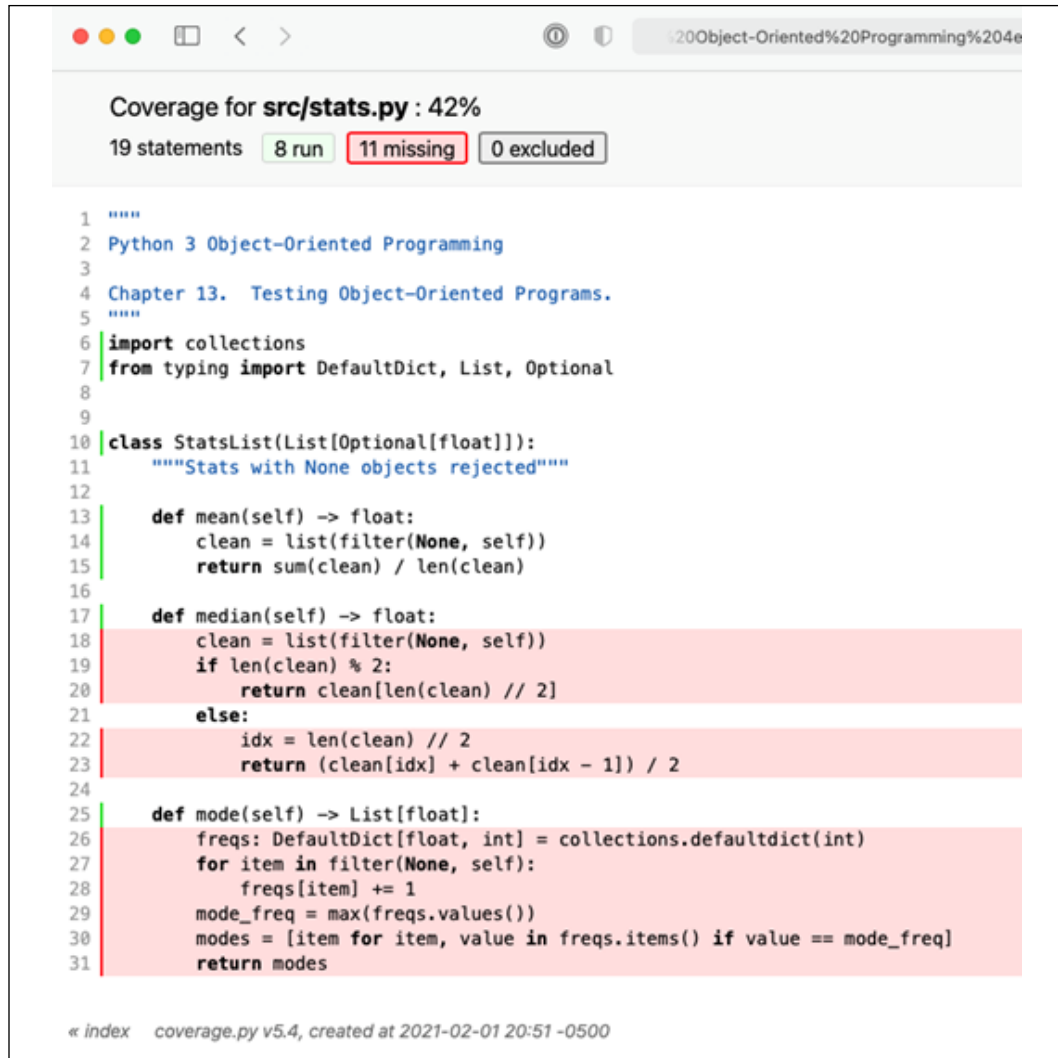 20Object-Oriented%20Programming%204e
Coverage for src/stats.py : 42%
19 statements 8 run 11 missing 0 excluded
1 """
2 Python 3 Object-Oriented Programming
3
4 Chapter 13.  Testing Object-Oriented Programs.
5 """
6 import collections
7 from typing import DefaultDict, List, Optional
8
9
10 class StatsList(List[Optional[float]]):
11     """Stats with None objects rejected"""
12
13     def mean(self) -> float:
14         clean = list(filter(None, self))
15         return sum(clean) / len(clean)
16
17     def median(self) -> float:
18         clean = list(filter(None, self))
19         if len(clean) % 2:
20             return clean[len(clean) // 2]
21         else:
22             idx = len(clean) // 2
23             return (clean[idx] + clean[idx - 1]) / 2
24
25     def mode(self) -> List[float]:
26         freqs: DefaultDict[float, int] = collections.defaultdict(int)
27         for item in filter(None, self):
28             freqs[item] += 1
29         mode_freq = max(freqs.values())
30         modes = [item for item, value in freqs.items() if value == mode_freq]
31         return modes
« index coverage.py v5.4, created at 2021-02-01 20:51 -0500